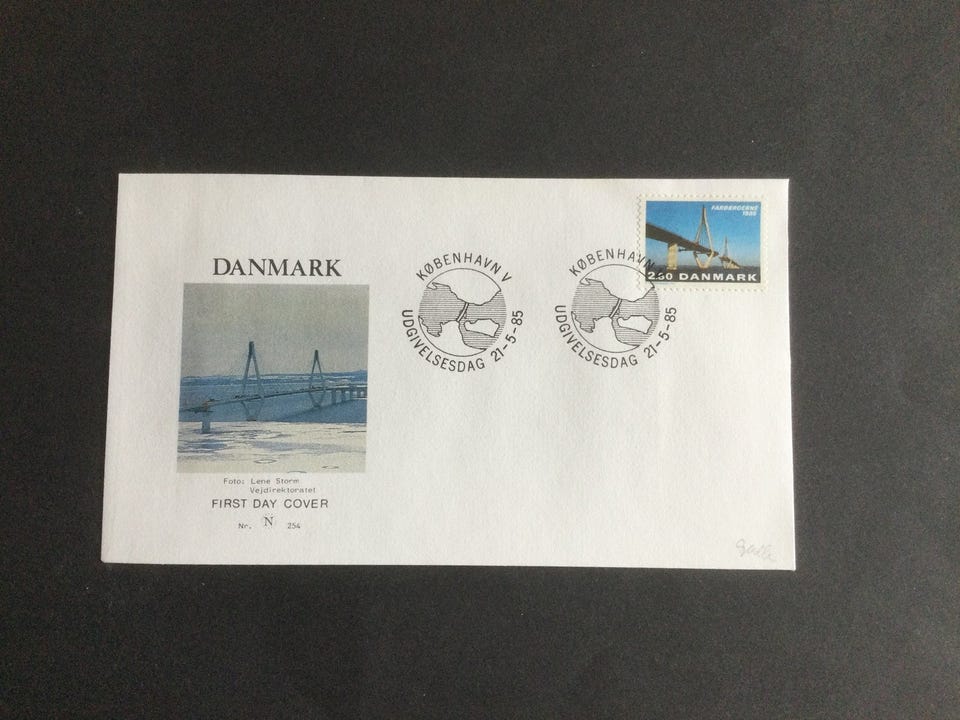 DANMARK
Foto: Lene Storm
Vejdirektoratet
FIRST DAY COVER
Nr. N 254
KØBENHAVN V
UDGIVELSESDAG 21-5-85
KØBENHAVN
UDGIVELSESDAG 21-5-85
FARØBROERNE
1985
2.80 DANMARK